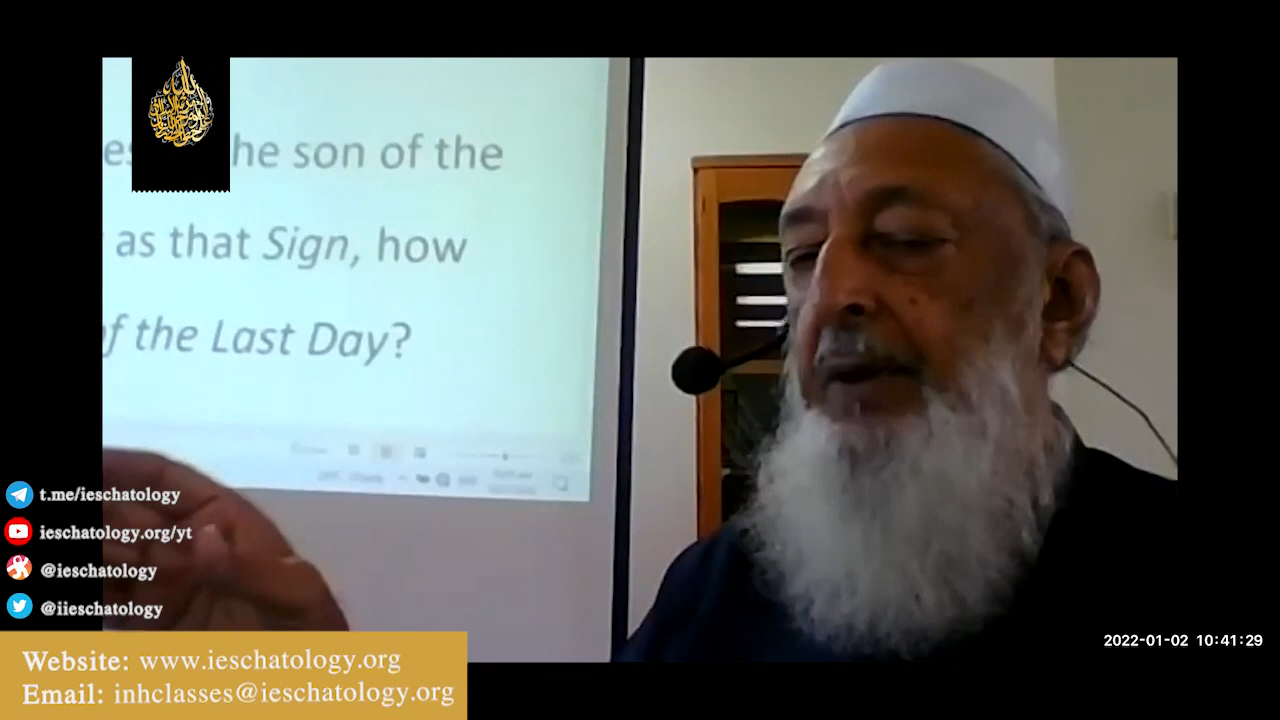 he son of the
as that Sign, how
of the Last Day?
t.me/ieschatology
ieschatology.org/yt
@ieschatology
@iieschatology
Website: www.ieschatology.org
Email: inhclasses@ieschatology.org
2022-01-02 10:41:29